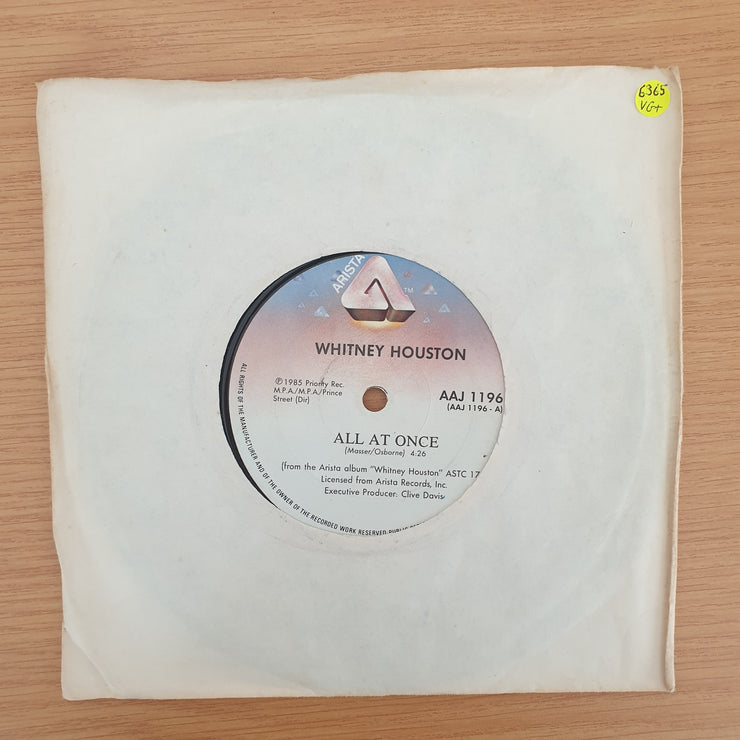 6365
VG+
ARISTA
TM
WHITNEY HOUSTON
℗ 1985 Priority Rec.
M.P.A./M.P.A/Prince
Street (Dir)
AAJ 1196
(AAJ 1196 - A)
ALL AT ONCE
(Masser/Osborne) 4:26
(from the Arista album "Whitney Houston" ASTC 17
Licensed from Arista Records, Inc.
Executive Producer: Clive Davis
ALL RIGHTS OF THE MANUFACTURER AND OF THE OWNER OF THE RECORDED WORK RESERVED PUBLIC